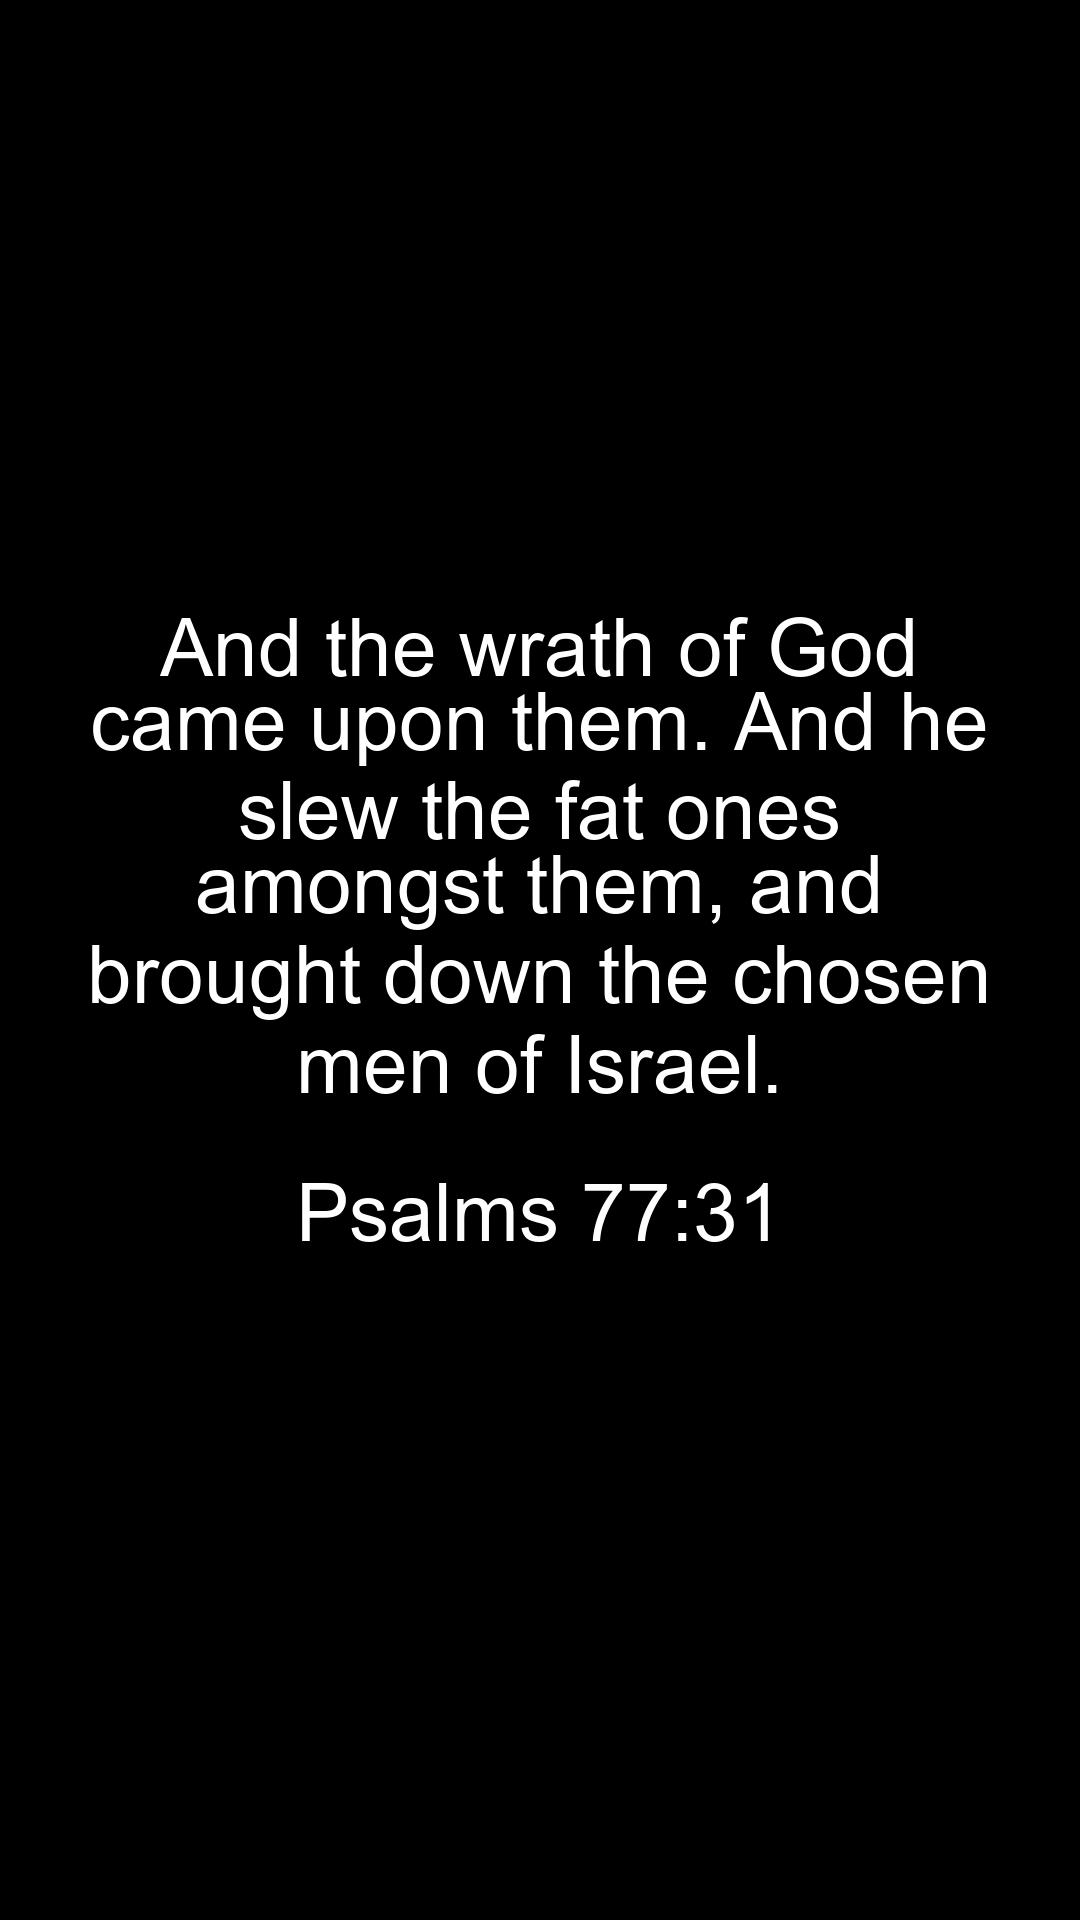 And the wrath of God
came upon them. And he
slew the fat ones
amongst them, and
brought down the chosen
men of Israel.
Psalms 77:31